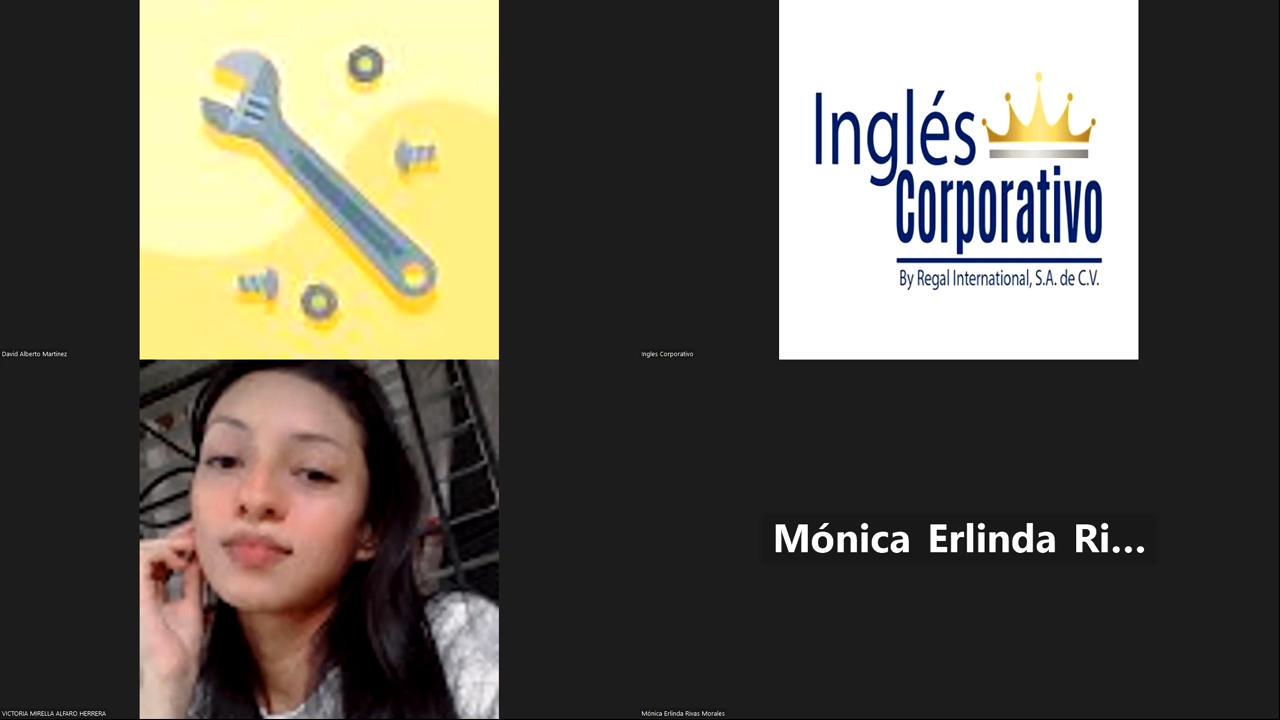 Inglés
Corporativo
By Regal International, S.A. de C.V.
David Alberto Martinez
Ingles Corporativo
Mónica Erlinda Ri...
VICTORIA MIRELLA ALFARO HERRERA
Mónica Erlinda Rivas Morales